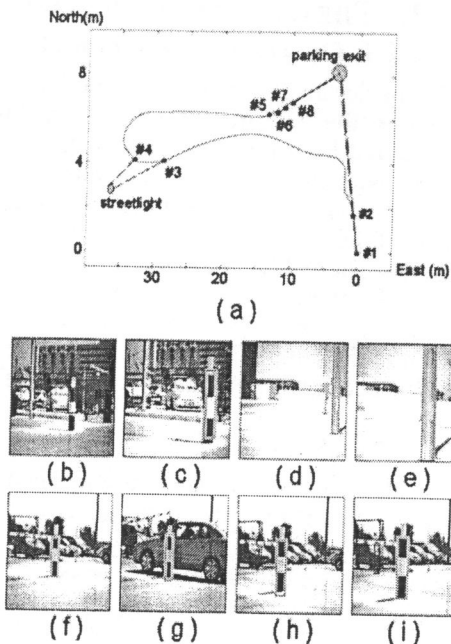 North(m)
parking exit
8
#7
#5
#8
#6
#4
4
#3
streetlight
#2
0
#1
30
20
10
0
East (m)
(a)
(b) (c) (d) (e)
(f) (g) (h) (i)